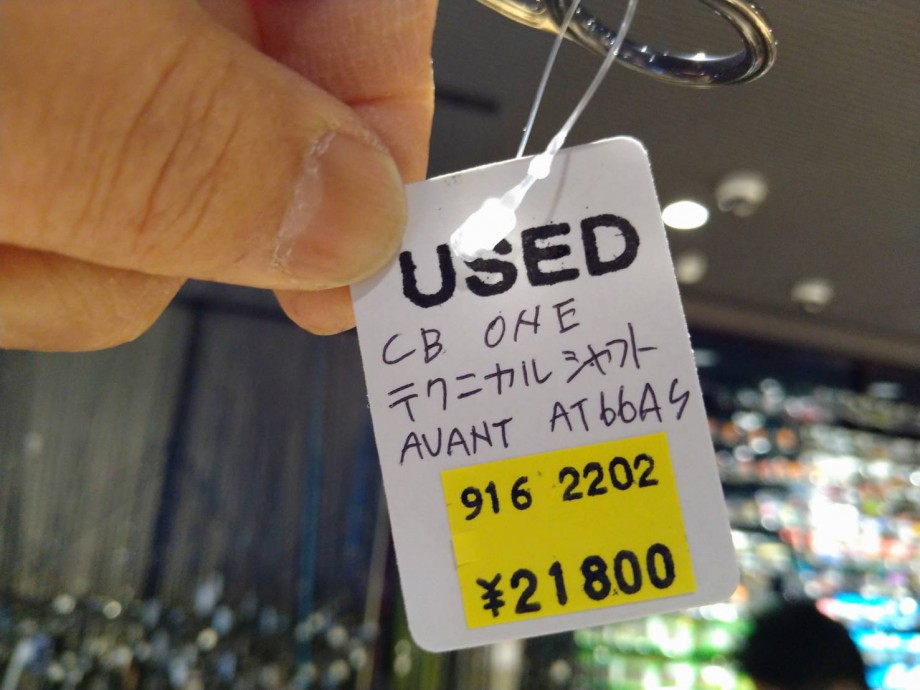 USED
CB ONE
テクニカルシャフト
AVANT AT66AS
916 2202
¥21800